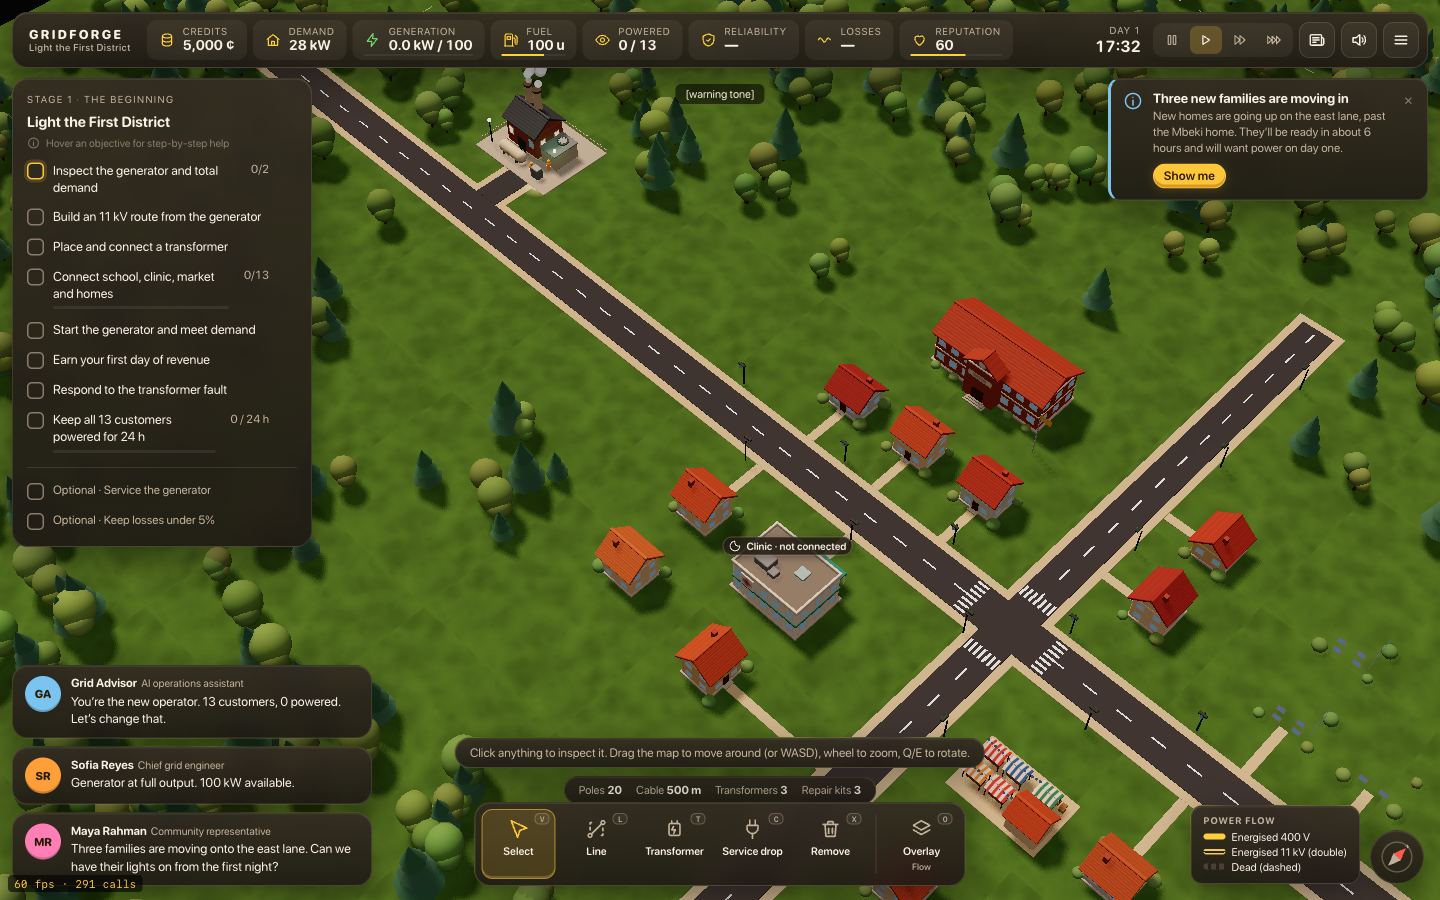 GRIDFORGE
Light the First District
CREDITS
5,000 ¢
DEMAND
28 kW
GENERATION
0.0 kW / 100
FUEL
100 u
POWERED
0 / 13
RELIABILITY
—
LOSSES
—
REPUTATION
60
DAY 1
17:32
STAGE 1 · THE BEGINNING
Light the First District
Hover an objective for step-by-step help
Inspect the generator and total 0/2
demand
Build an 11 kV route from the generator
Place and connect a transformer
Connect school, clinic, market 0/13
and homes
Start the generator and meet demand
Earn your first day of revenue
Respond to the transformer fault
Keep all 13 customers 0 / 24 h
powered for 24 h
Optional · Service the generator
Optional · Keep losses under 5%
[warning tone]
Three new families are moving in ×
New homes are going up on the east lane, past
the Mbeki home. They'll be ready in about 6
hours and will want power on day one.
Show me
Clinic · not connected
GA
Grid Advisor AI operations assistant
You're the new operator. 13 customers, 0 powered.
Let's change that.
SR
Sofia Reyes Chief grid engineer
Generator at full output. 100 kW available.
MR
Maya Rahman Community representative
Three families are moving onto the east lane. Can we
have their lights on from the first night?
60 fps · 291 calls
Click anything to inspect it. Drag the map to move around (or WASD), wheel to zoom, Q/E to rotate.
Poles 20 Cable 500 m Transformers 3 Repair kits 3
V
Select
L
Line
T
Transformer
C
Service drop
X
Remove
O
Overlay
Flow
POWER FLOW
Energised 400 V
Energised 11 kV (double)
Dead (dashed)